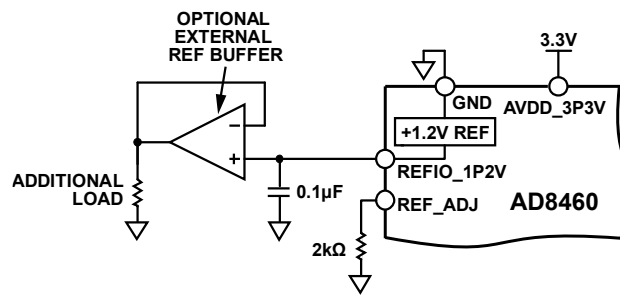 OPTIONAL
EXTERNAL
REF BUFFER
3.3V
GND
AVDD_3P3V
–
+1.2V REF
+
REFIO_1P2V
ADDITIONAL
LOAD
0.1µF
REF_ADJ
AD8460
2kΩ